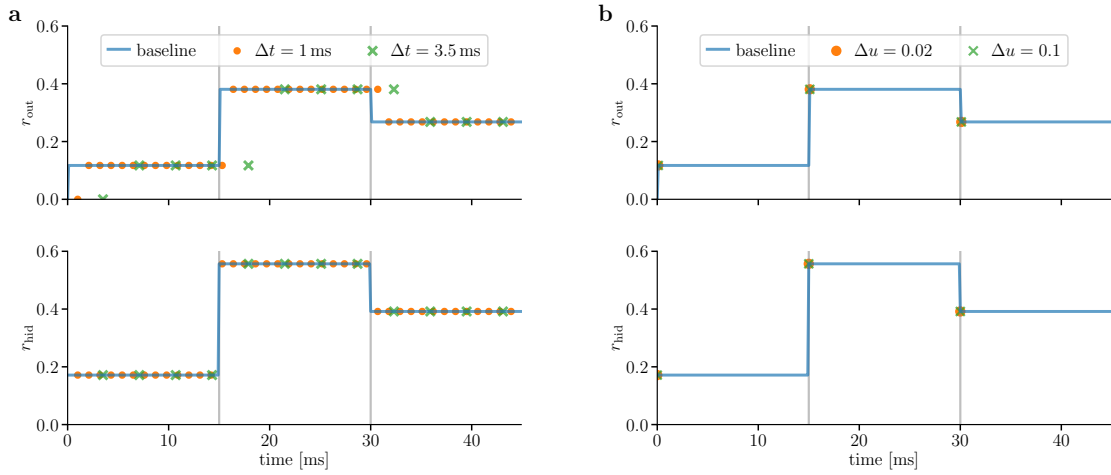 a
0.6
baseline Δt = 1 ms Δt = 3.5 ms
0.4
r_out
0.2
0.0
0.6
0.4
r_hid
0.2
0.0
0 10 20 30 40
time [ms]
b
0.6
baseline Δu = 0.02 Δu = 0.1
0.4
r_out
0.2
0.0
0.6
0.4
r_hid
0.2
0.0
0 10 20 30 40
time [ms]